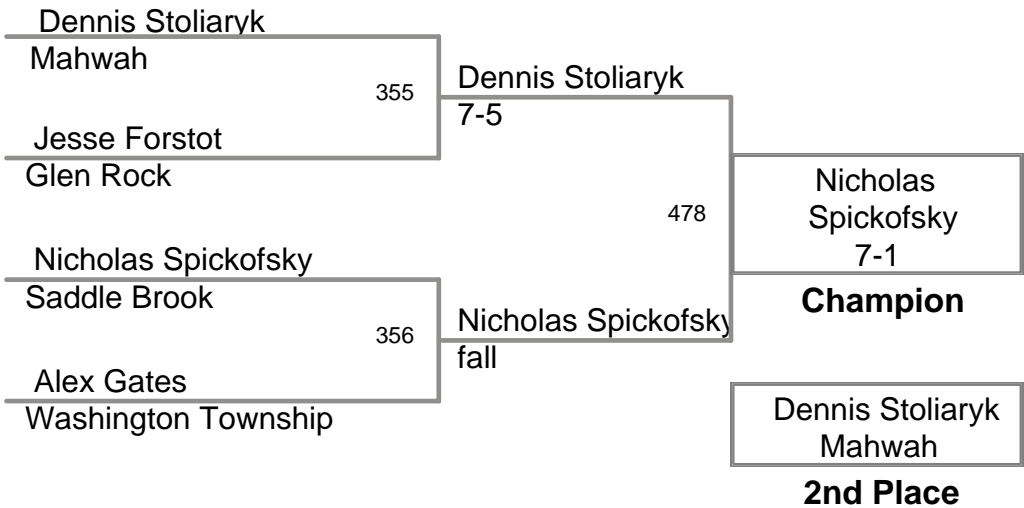 Dennis Stoliaryk
Mahwah
355
Jesse Forstot
Glen Rock
Dennis Stoliaryk
7-5
Nicholas Spickofsky
Saddle Brook
356
Alex Gates
Washington Township
Nicholas Spickofsky
fall
478
Nicholas
Spickofsky
7-1
Champion
Dennis Stoliaryk
Mahwah
2nd Place